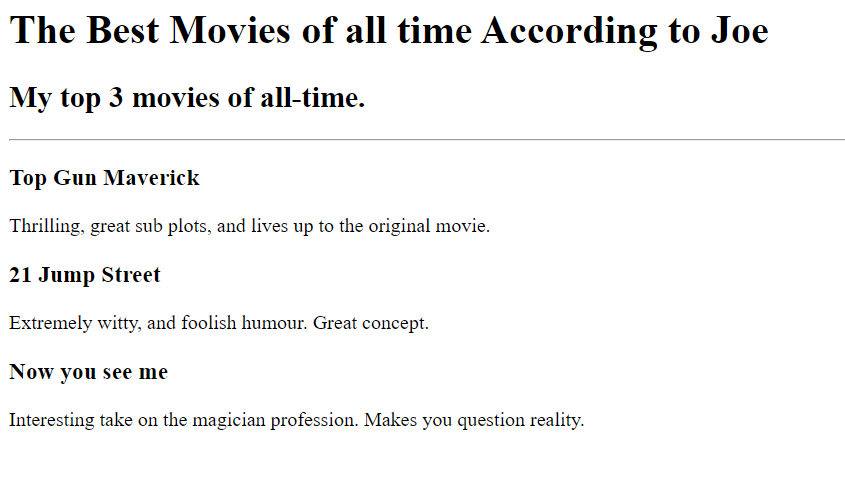 The Best Movies of all time According to Joe
My top 3 movies of all-time.
Top Gun Maverick
Thrilling, great sub plots, and lives up to the original movie.
21 Jump Street
Extremely witty, and foolish humour. Great concept.
Now you see me
Interesting take on the magician profession. Makes you question reality.